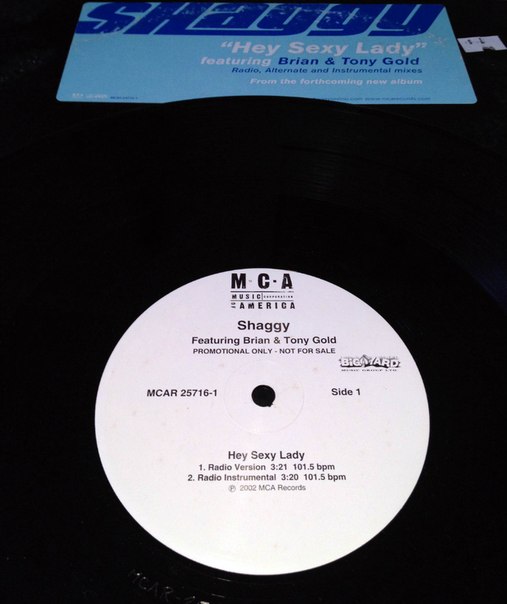 Shaggy
"Hey Sexy Lady"
featuring Brian & Tony Gold
Radio, Alternate and Instrumental mixes
From the forthcoming new album
M·C·A
MUSIC CORPORATION
OF AMERICA
Shaggy
Featuring Brian & Tony Gold
PROMOTIONAL ONLY - NOT FOR SALE
BIG YARD
MUSIC GROUP LTD
MCAR 25716-1
Side 1
Hey Sexy Lady
1. Radio Version 3:21 101.5 bpm
2. Radio Instrumental 3:20 101.5 bpm
℗ 2002 MCA Records